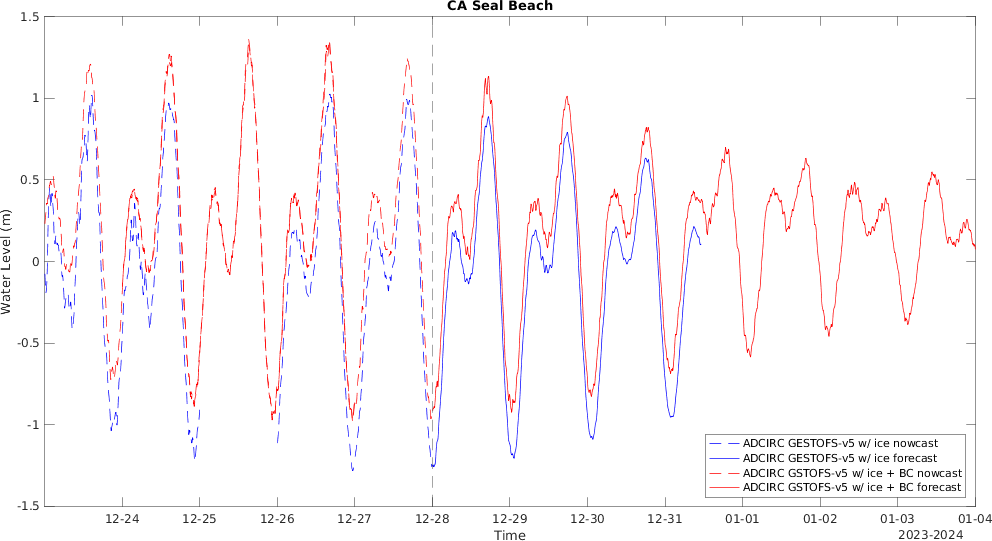 CA Seal Beach
1.5
1
0.5
0
-0.5
-1
-1.5
Water Level (m)
12-24 12-25 12-26 12-27 12-28 12-29 12-30 12-31 01-01 01-02 01-03 01-04
Time
2023-2024
ADCIRC GESTOFS-v5 w/ ice nowcast
ADCIRC GESTOFS-v5 w/ ice forecast
ADCIRC GSTOFS-v5 w/ ice + BC nowcast
ADCIRC GSTOFS-v5 w/ ice + BC forecast